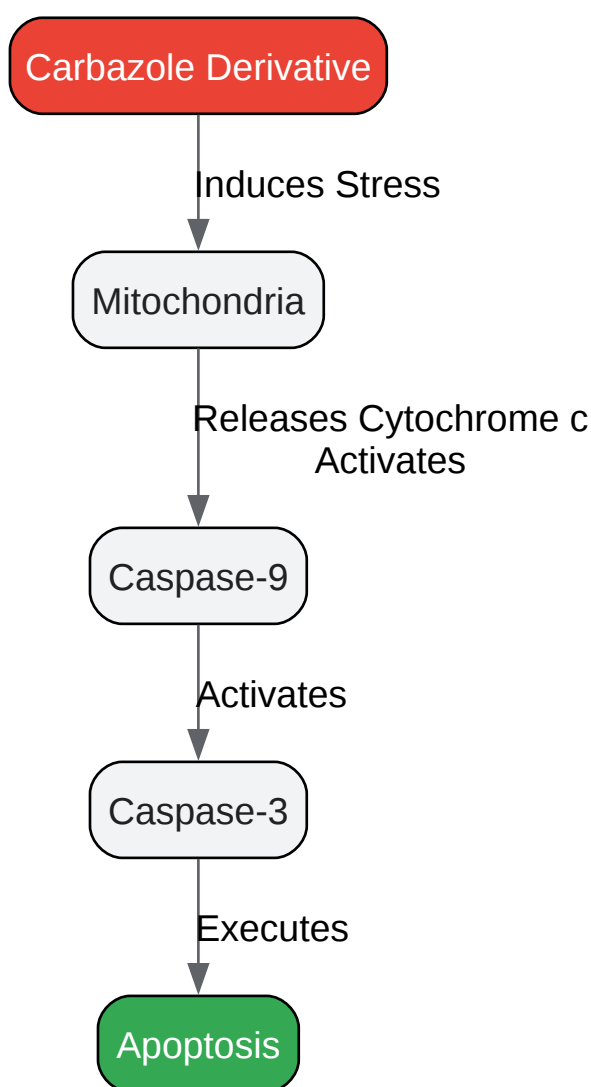 Carbazole Derivative
Induces Stress
Mitochondria
Releases Cytochrome c
Activates
Caspase-9
Activates
Caspase-3
Executes
Apoptosis